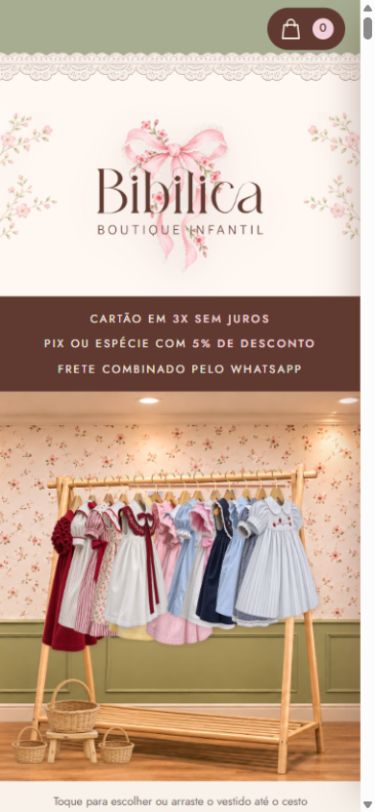 0
Bibilica
BOUTIQUE INFANTIL
CARTÃO EM 3X SEM JUROS
PIX OU ESPÉCIE COM 5% DE DESCONTO
FRETE COMBINADO PELO WHATSAPP
Toque para escolher ou arraste o vestido até o cesto